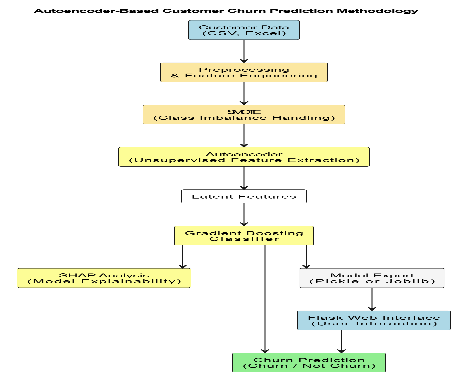 Autoencoder-Based Customer Churn Prediction Methodology
Customer Data
(CSV, Excel)
Preprocessing
& Feature Engineering
SMOTE
(Class Imbalance Handling)
Autoencoder
(Unsupervised Feature Extraction)
Latent Features
Gradient Boosting
Classifier
SHAP Analysis
(Model Explainability)
Model Export
(Pickle or Joblib)
Flask Web Interface
(User Interaction)
Churn Prediction
(Churn / Not Churn)